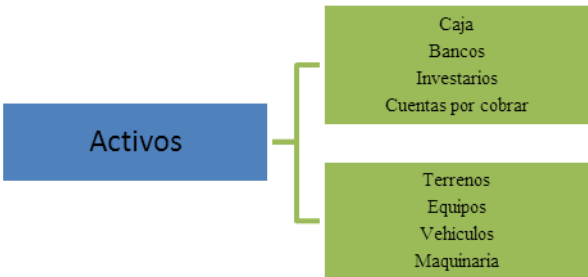 Activos
Caja
Bancos
Investarios
Cuentas por cobrar
Terrenos
Equipos
Vehiculos
Maquinaria